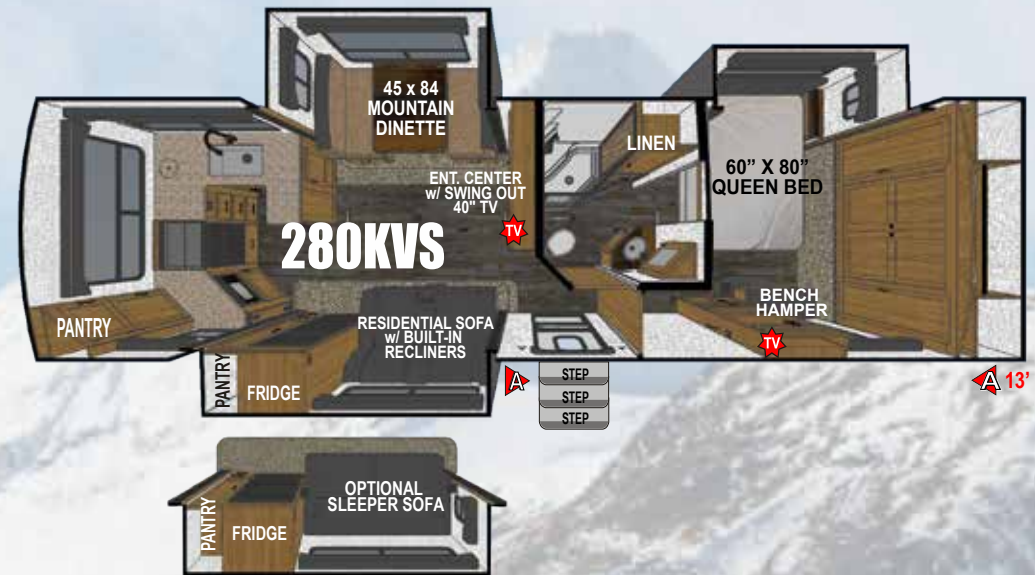 45 x 84
MOUNTAIN
DINETTE
LINEN
60” X 80”
QUEEN BED
ENT. CENTER
w/ SWING OUT
40" TV
TV
280KVS
PANTRY
RESIDENTIAL SOFA
w/ BUILT-IN
RECLINERS
BENCH
HAMPER
TV
PANTRY
FRIDGE
A
STEP
STEP
STEP
A 13’
OPTIONAL
SLEEPER SOFA
PANTRY
FRIDGE